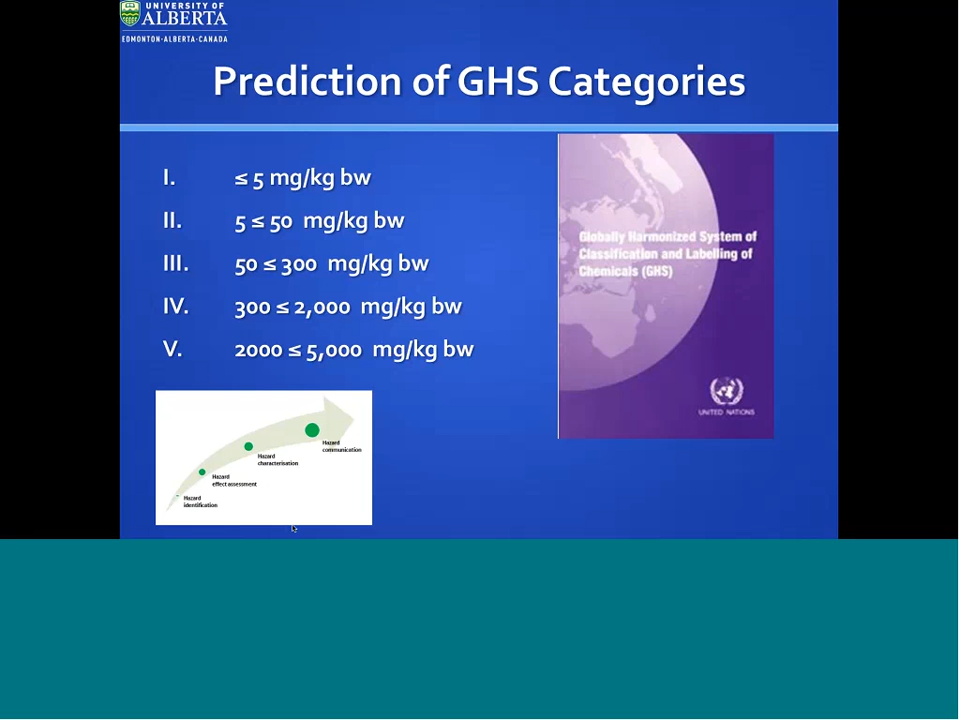 UNIVERSITY OF
ALBERTA
EDMONTON·ALBERTA·CANADA
Prediction of GHS Categories
I. ≤ 5 mg/kg bw
II. 5 ≤ 50 mg/kg bw
III. 50 ≤ 300 mg/kg bw
IV. 300 ≤ 2,000 mg/kg bw
V. 2000 ≤ 5,000 mg/kg bw
Globally Harmonized System of
Classification and Labelling of
Chemicals (GHS)
UNITED NATIONS
Hazard
communication
Hazard
characterisation
Hazard
effect assessment
Hazard
identification